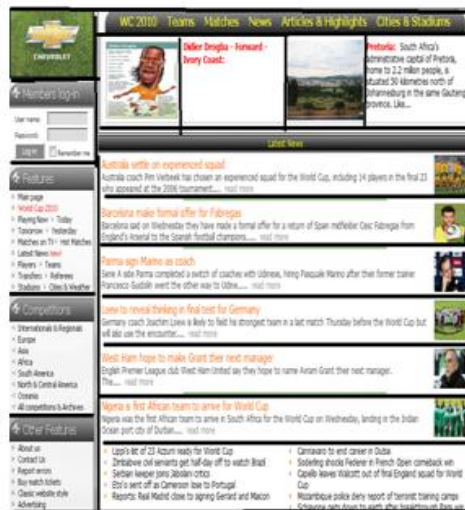 CHEVROLET
WC 2010 Teams Matches News Articles & Highlights Cities & Stadiums
Didier Drogba - Forward -
Ivory Coast:
Pretoria: South Africa's
administrative capital of Pretoria,
home to 2.2 million people, is
situated 50 kilometres north of
Johannesburg in the same Gauteng
province. Like...
Members log-in
User name:
Password:
Log in Remember me
Features
Main page
World Cup 2010
Playing Now Today
Tomorrow Yesterday
Matches on TV Hot Matches
Latest News new!
Players Teams
Transfers Referees
Stadiums Cities & Weather
Competitions
Internationals & Regionals
Europe
Asia
Africa
South America
North & Central America
Oceania
All competitions & Archives
Other Features
About us
Contact Us
Report errors
Buy match tickets
Classic website style
Advertising
Latest News
Australia settle on experienced squad
Australia coach Pim Verbeek has chosen an experienced squad for the World Cup, including 14 players in the final 23
who appeared at the 2006 tournament.... read more
Barcelona make formal offer for Fabregas
Barcelona said on Wednesday they have made a formal offer for a return of Spain midfielder Cesc Fabregas from
England's Arsenal to the Spanish football champions.... read more
Parma sign Marino as coach
Serie A side Parma completed a switch of coaches with Udinese, hiring Pasquale Marino after their former trainer
Francesco Guidolin went the other way to Udine.... read more
Loew to reveal thinking in final test for Germany
Germany coach Joachim Loew is likely to field his strongest team in a last match Thursday before the World Cup but
will also use the encounter.... read more
West Ham hope to make Grant their next manager
English Premier League club West Ham United say they hope to name Avram Grant their next manager.
The.... read more
Nigeria is first African team to arrive for World Cup
Nigeria was the first African team to arrive in South Africa for the World Cup on Wednesday, landing in the Indian
Ocean port city of Durban.... read more
Lippi's list of 23 Azzurri ready for World Cup
Zimbabwe civil servants get half-day off to watch Brazil
Serbian keeper joins Jabulani critics
Eto'o sent off as Cameroon lose to Portugal
Reports: Real Madrid close to signing Gerrard and Maicon
Cannavaro to end career in Dubai
Soderling shocks Federer in French Open comeback win
Capello leaves Walcott out of final England squad for World
Cup
Mozambique police deny report of terrorist training camps
Schiavone gets down to earth after breakthrough Paris win